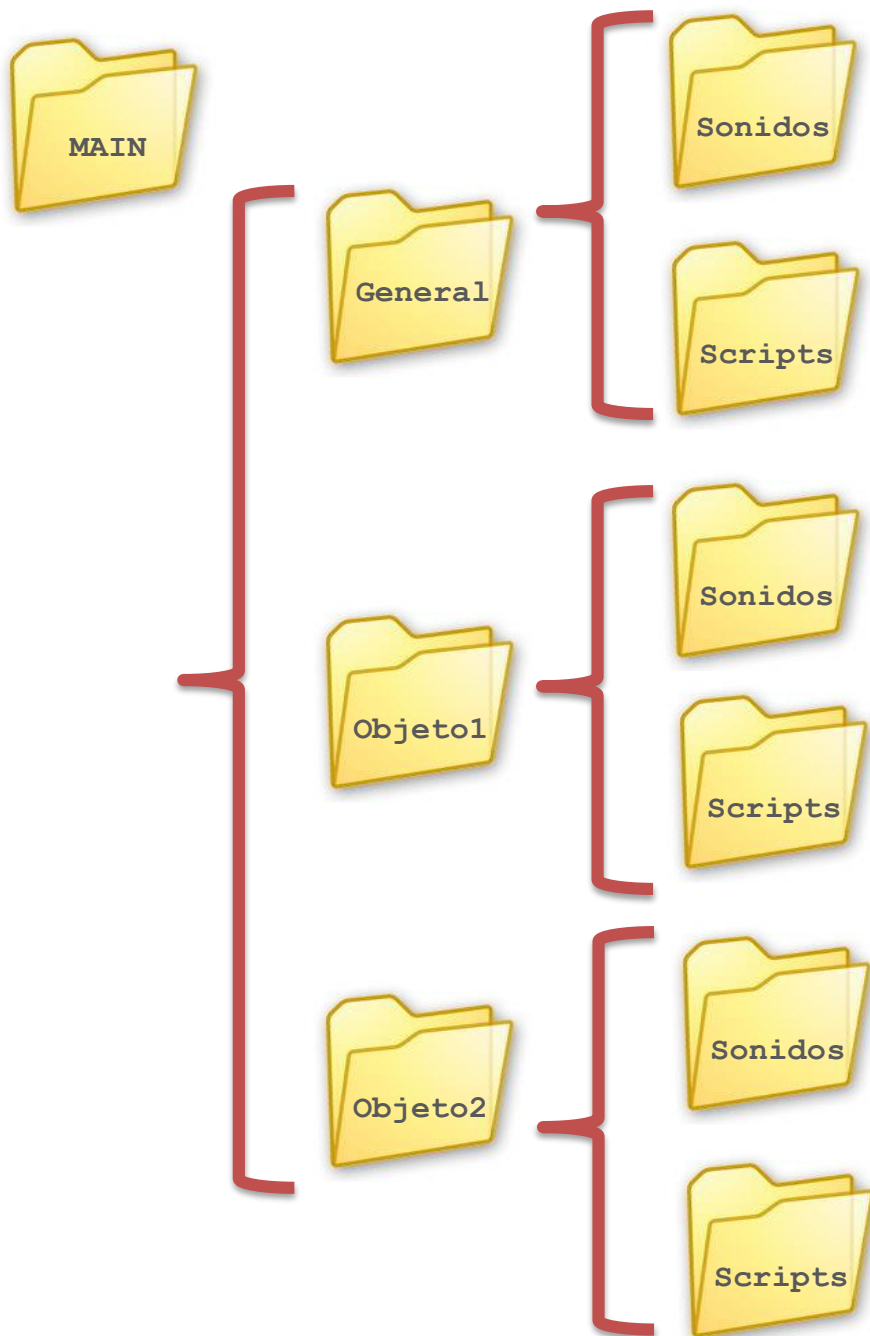 MAIN
General
Sonidos
Scripts
Objeto1
Sonidos
Scripts
Objeto2
Sonidos
Scripts